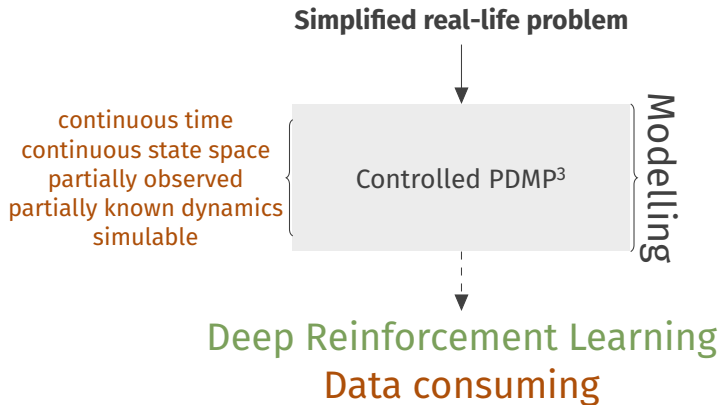 Simplified real-life problem
continuous time
continuous state space
partially observed
partially known dynamics
simulable
Controlled PDMP³
Modelling
Deep Reinforcement Learning
Data consuming